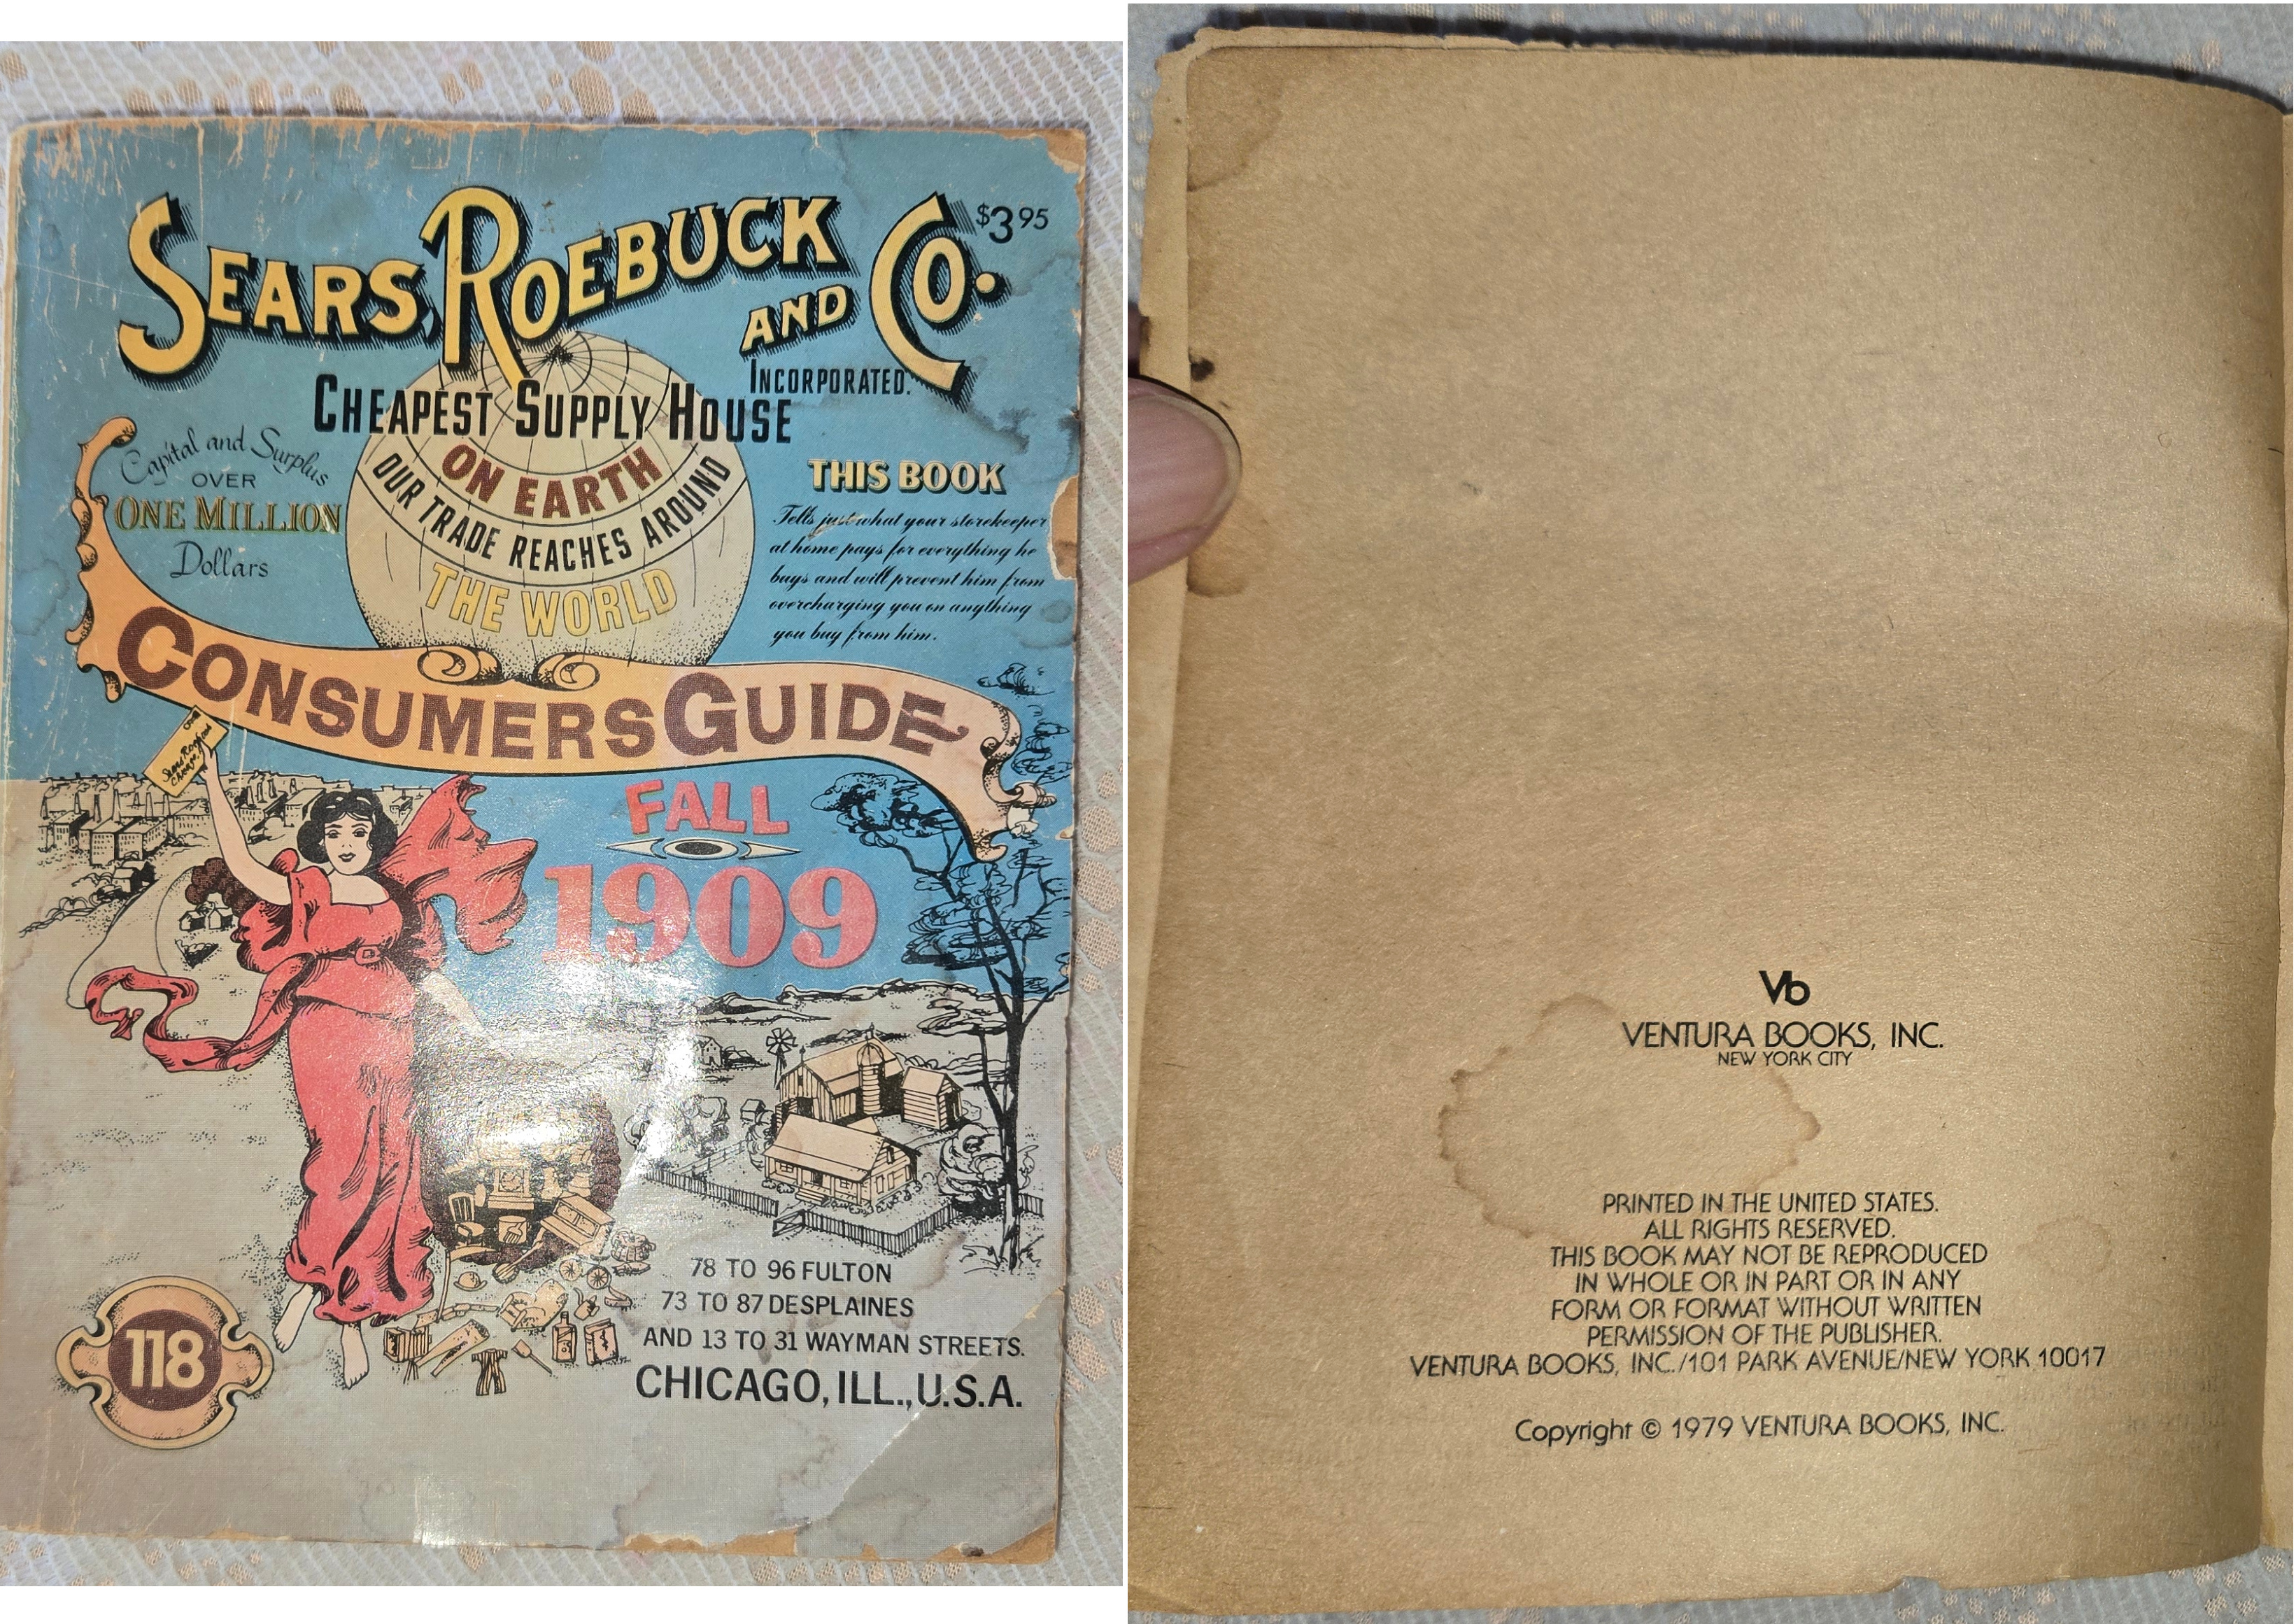 SEARS, ROEBUCK
AND CO.
$3.95
INCORPORATED.
CHEAPEST SUPPLY HOUSE
ON EARTH
OUR TRADE REACHES AROUND
THE WORLD
Capital and Surplus
OVER
ONE MILLION
Dollars
THIS BOOK
Tells just what your storekeeper
at home pays for everything he
buys and will prevent him from
overcharging you on anything
you buy from him.
CONSUMERS GUIDE
Sears Roebuck and
Chicago
FALL
1909
118
78 TO 96 FULTON
73 TO 87 DESPLAINES
AND 13 TO 31 WAYMAN STREETS.
CHICAGO, ILL., U.S.A.
Vb
VENTURA BOOKS, INC.
NEW YORK CITY
PRINTED IN THE UNITED STATES.
ALL RIGHTS RESERVED.
THIS BOOK MAY NOT BE REPRODUCED
IN WHOLE OR IN PART OR IN ANY
FORM OR FORMAT WITHOUT WRITTEN
PERMISSION OF THE PUBLISHER.
VENTURA BOOKS, INC./101 PARK AVENUE/NEW YORK 10017
Copyright © 1979 VENTURA BOOKS, INC.